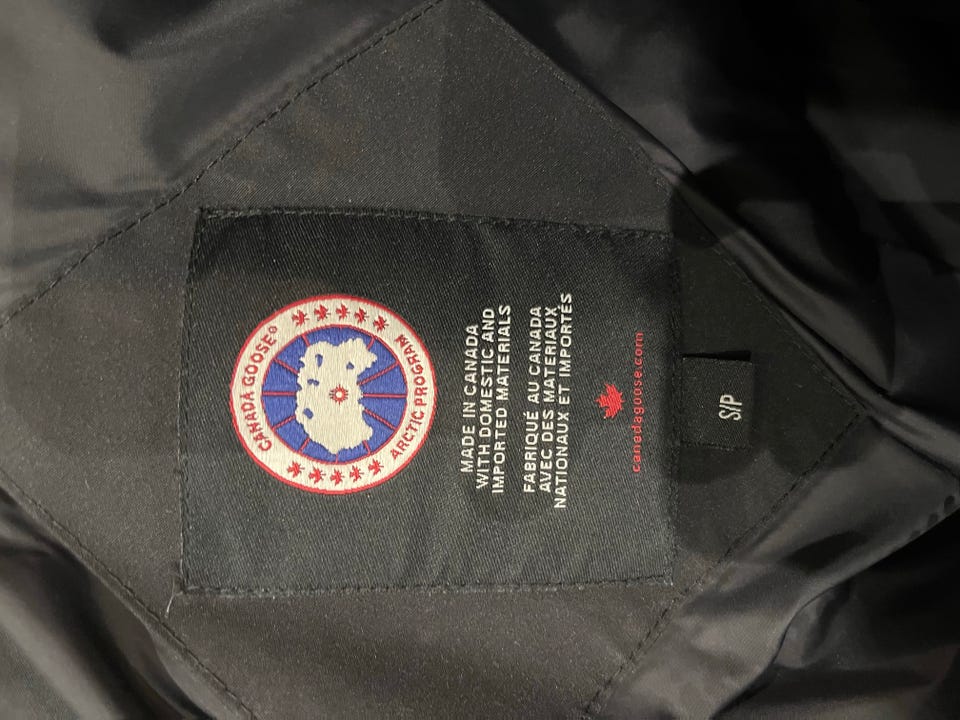 CANADA GOOSE®
ARCTIC PROGRAM
MADE IN CANADA
WITH DOMESTIC AND
IMPORTED MATERIALS
FABRIQUÉ AU CANADA
AVEC DES MATERIAUX
NATIONAUX ET IMPORTÉS
canadagoose.com
S/P